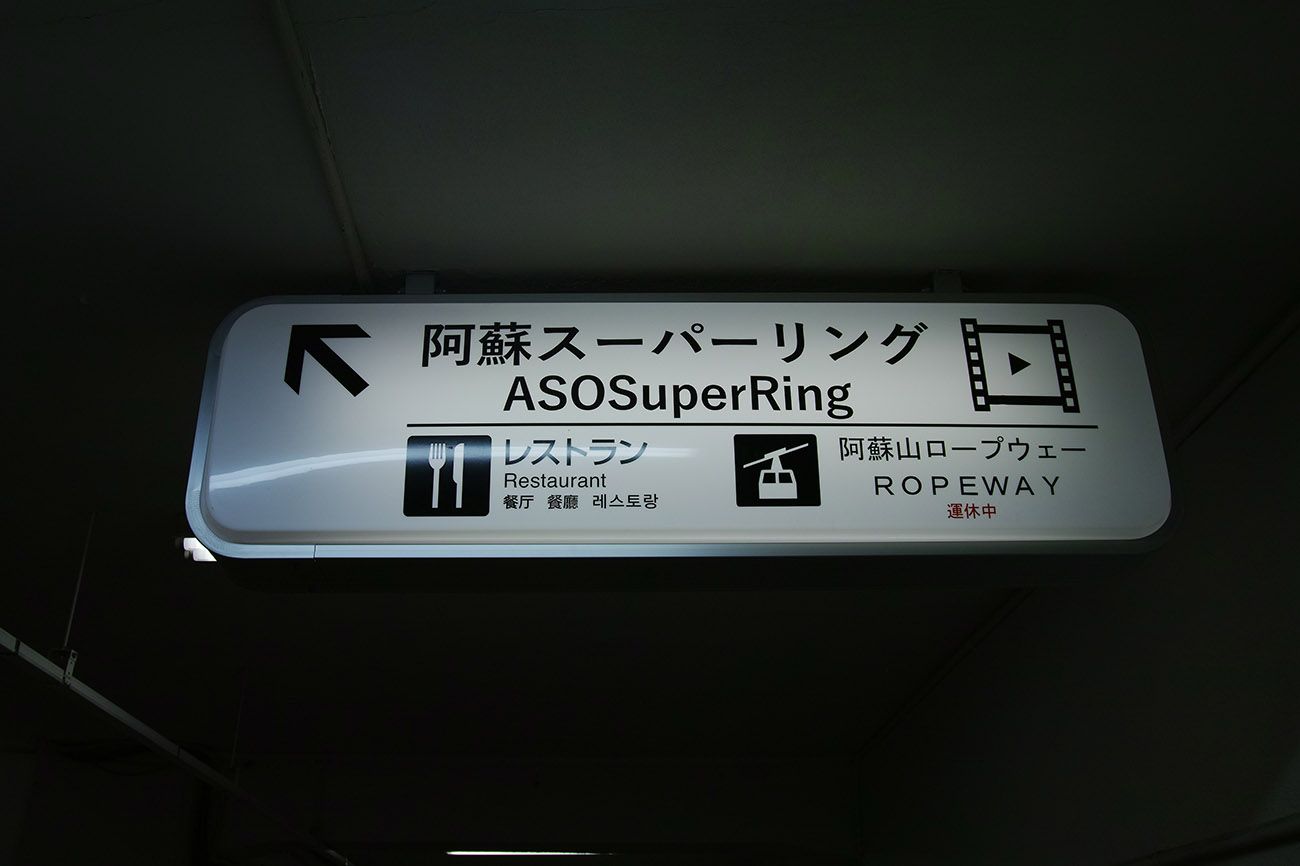 阿蘇スーパーリング
ASOSuperRing
レストラン
Restaurant
餐厅 餐廳 레스토랑
阿蘇山ロープウェー
ROPEWAY
運休中